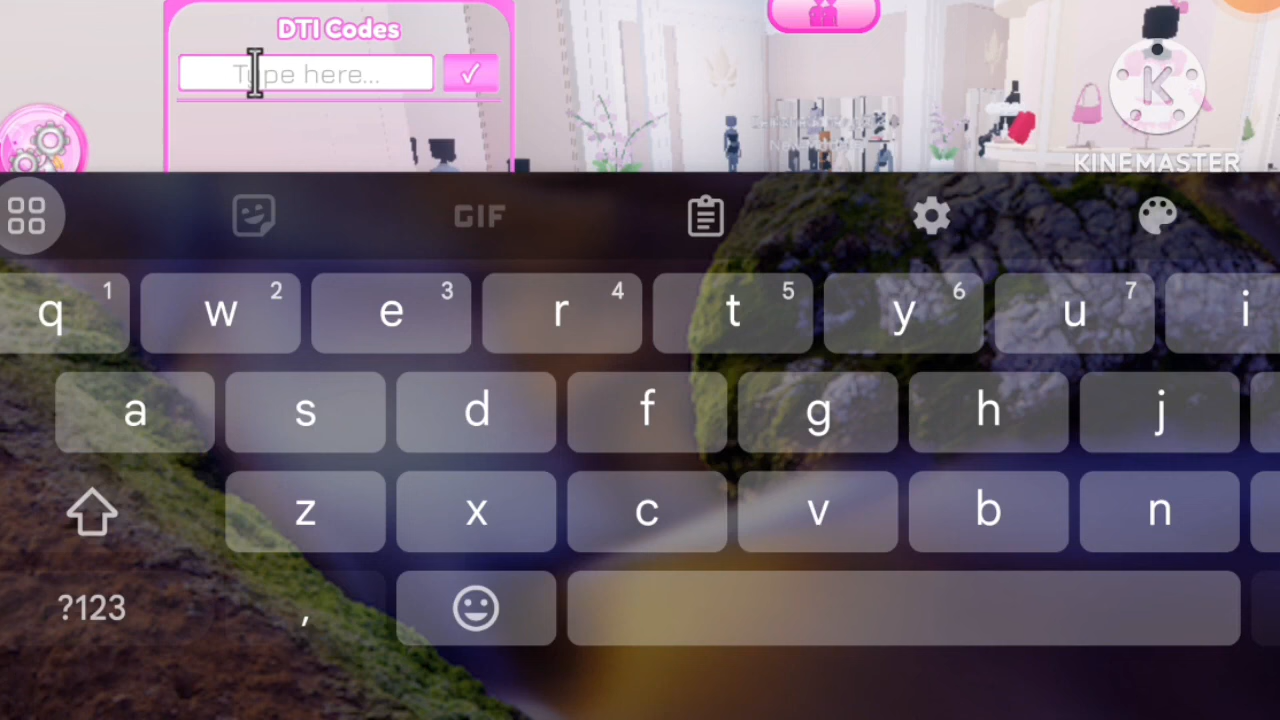 DTI Codes
Type here...
✓
K
KINEMASTER
GIF
q 1 w 2 e 3 r 4 t 5 y 6 u 7 i
a s d f g h j
z x c v b n
?123 ,